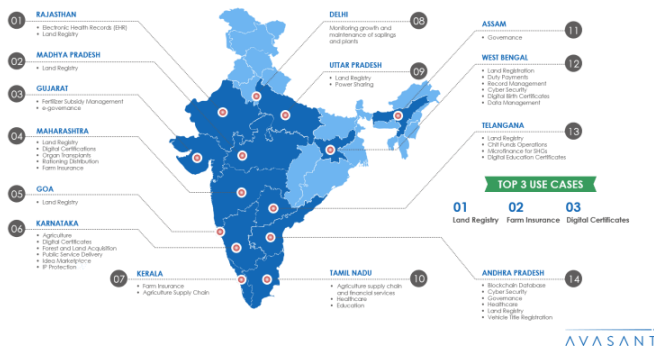 01
RAJASTHAN
• Electronic Health Records (EHR)
• Land Registry
02
MADHYA PRADESH
• Land Registry
03
GUJARAT
• Fertilizer Subsidy Management
• e-governance
04
MAHARASHTRA
• Land Registry
• Digital Certifications
• Organ Transplants
• Rationing Distribution
• Farm Insurance
05
GOA
• Land Registry
06
KARNATAKA
• Agriculture
• Digital Certificates
• Forest and Land Acquisition
• Public Service Delivery
• Idea Marketplace
• IP Protection
07
KERALA
• Farm Insurance
• Agriculture Supply Chain
DELHI
08
Monitoring growth and
maintenance of saplings
and plants
UTTAR PRADESH
09
• Land Registry
• Power Sharing
TAMIL NADU
10
• Agriculture supply chain
and financial services
• Healthcare
• Education
ASSAM
11
• Governance
WEST BENGAL
12
• Land Registration
• Duty Payments
• Record Management
• Cyber Security
• Digital Birth Certificates
• Data Management
TELANGANA
13
• Land Registry
• Chit Funds Operations
• Microfinance for SHGs
• Digital Education Certificates
TOP 3 USE CASES
01 02 03
Land Registry Farm Insurance Digital Certificates
ANDHRA PRADESH
14
• Blockchain Database
• Cyber Security
• Governance
• Healthcare
• Land Registry
• Vehicle Title Registration
AVASANT